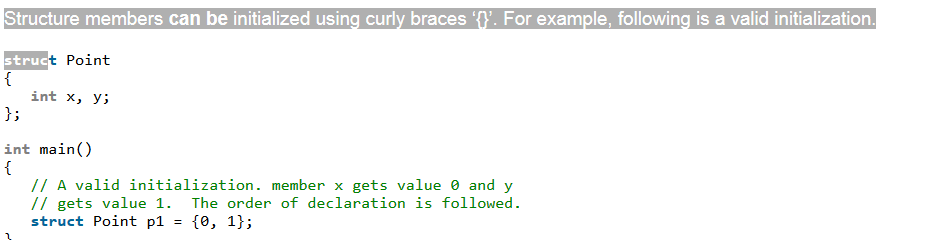 Structure members can be initialized using curly braces ‘{}’. For example, following is a valid initialization.
struct Point
{
   int x, y;
};
int main()
{
   // A valid initialization. member x gets value 0 and y
   // gets value 1.  The order of declaration is followed.
   struct Point p1 = {0, 1};
}